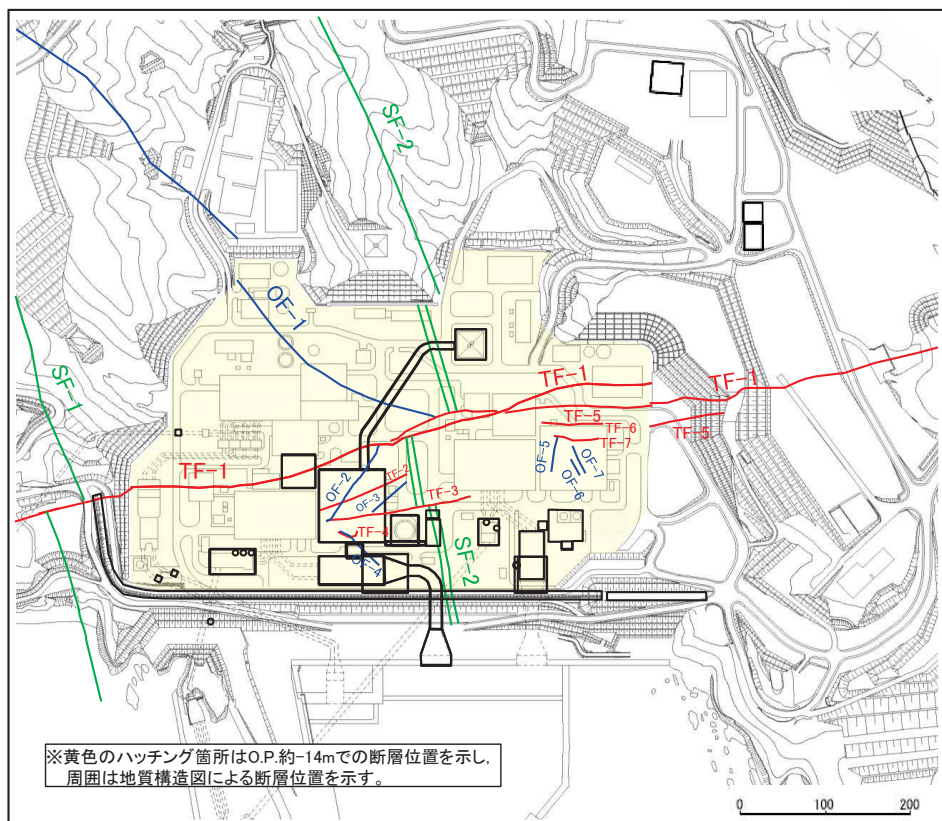 N
SF-2
OF-1
SF-1
TF-1
TF-1
TF-5
TF-6
TF-5
TF-7
OF-5
OF-7
OF-6
TF-1
OF-2
TF-2
OF-3
TF-3
TF-4
OF-4
SF-2
※黄色のハッチング箇所はO.P.約-14mでの断層位置を示し,
周囲は地質構造図による断層位置を示す。
0 100 200